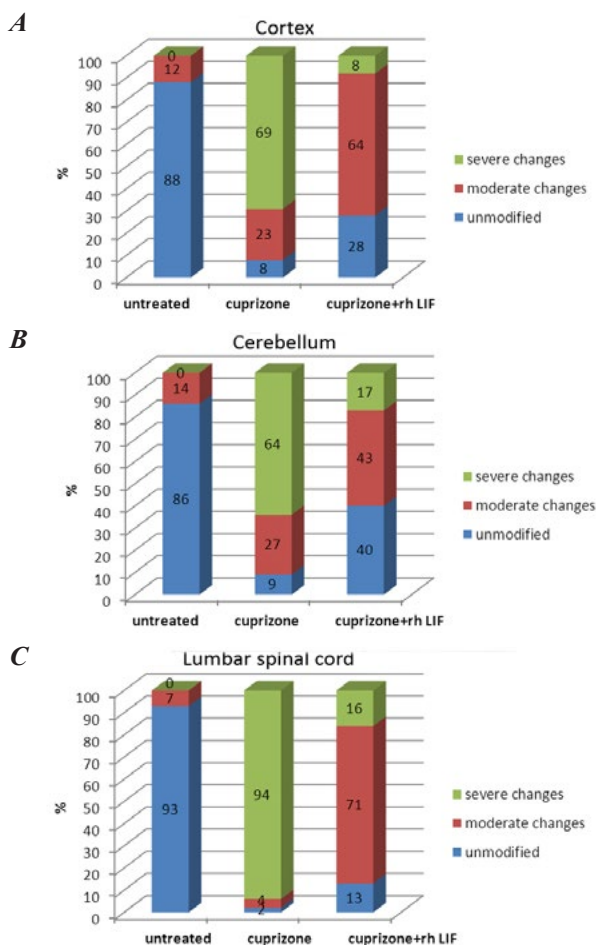 A
Cortex
100
90
80
70
60
50
40
30
20
10
0
%
0
12
88
69
23
8
8
64
28
untreated
cuprizone
cuprizone+rh LIF
severe changes
moderate changes
unmodified
B
Cerebellum
100
90
80
70
60
50
40
30
20
10
0
%
0
14
86
64
27
9
17
43
40
untreated
cuprizone
cuprizone+rh LIF
severe changes
moderate changes
unmodified
C
Lumbar spinal cord
100
90
80
70
60
50
40
30
20
10
0
%
0
7
93
94
4
2
16
71
13
untreated
cuprizone
cuprizone+rh LIF
severe changes
moderate changes
unmodified